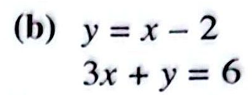 (b) y = x – 2
3x + y = 6